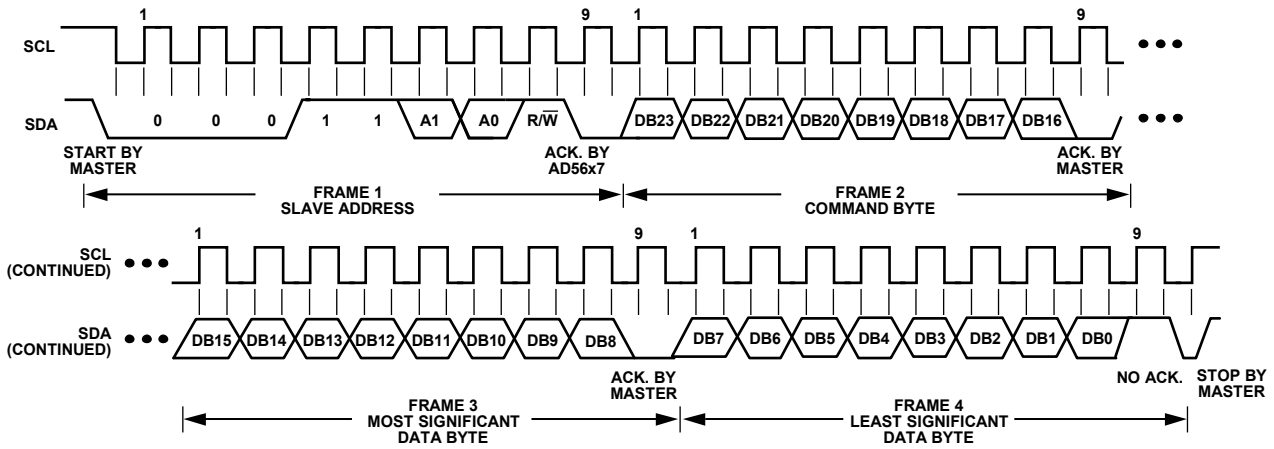 1 9 1 9
SCL
SDA
0 0 0 1 1 A1 A0 R/W̅ DB23 DB22 DB21 DB20 DB19 DB18 DB17 DB16
START BY
MASTER
ACK. BY
AD56x7
ACK. BY
MASTER
FRAME 1
SLAVE ADDRESS
FRAME 2
COMMAND BYTE
1 9 1 9
SCL
(CONTINUED)
SDA
(CONTINUED)
DB15 DB14 DB13 DB12 DB11 DB10 DB9 DB8 DB7 DB6 DB5 DB4 DB3 DB2 DB1 DB0
ACK. BY
MASTER
NO ACK.
STOP BY
MASTER
FRAME 3
MOST SIGNIFICANT
DATA BYTE
FRAME 4
LEAST SIGNIFICANT
DATA BYTE